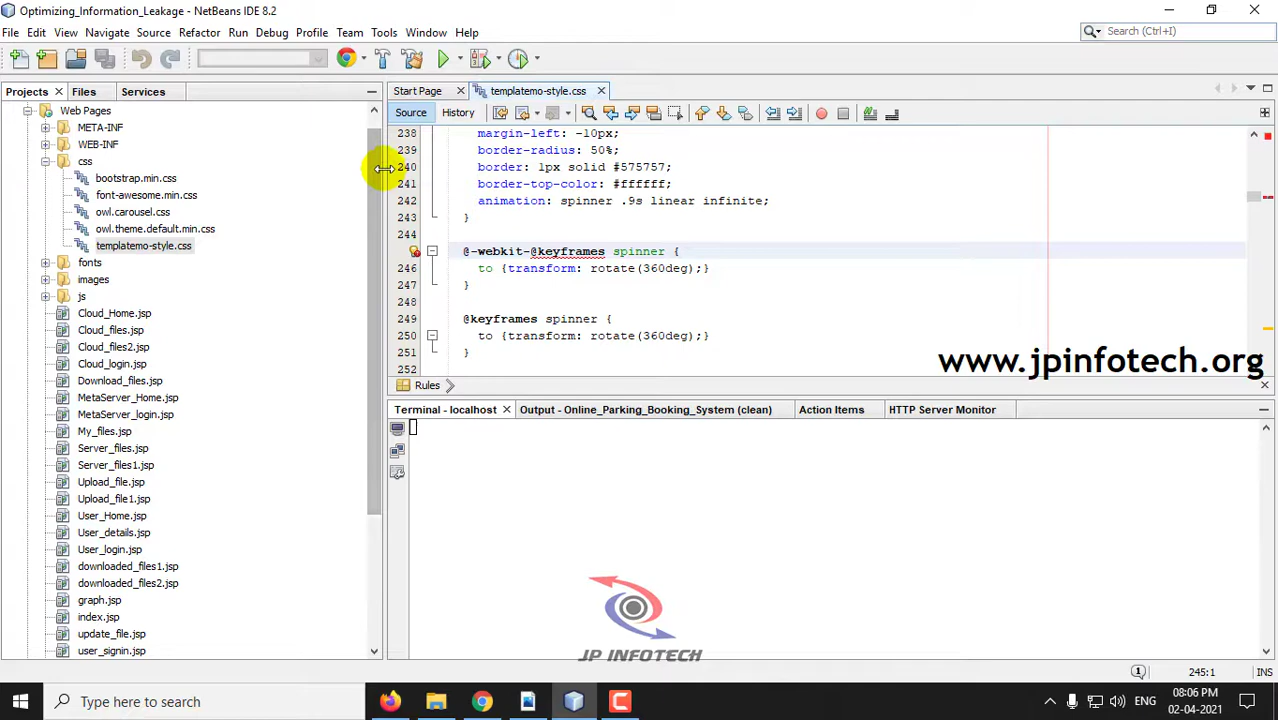 Optimizing_Information_Leakage - NetBeans IDE 8.2
File Edit View Navigate Source Refactor Run Debug Profile Team Tools Window Help
Search (Ctrl+I)
Projects Files Services
Start Page templatemo-style.css
Source History
Web Pages
META-INF
WEB-INF
css
bootstrap.min.css
font-awesome.min.css
owl.carousel.css
owl.theme.default.min.css
templatemo-style.css
fonts
images
js
Cloud_Home.jsp
Cloud_files.jsp
Cloud_files2.jsp
Cloud_login.jsp
Download_files.jsp
MetaServer_Home.jsp
MetaServer_login.jsp
My_files.jsp
Server_files.jsp
Server_files1.jsp
Upload_file.jsp
Upload_file1.jsp
User_Home.jsp
User_details.jsp
User_login.jsp
downloaded_files1.jsp
downloaded_files2.jsp
graph.jsp
index.jsp
update_file.jsp
user_signin.jsp
238 margin-left: -10px;
239 border-radius: 50%;
240 border: 1px solid #575757;
241 border-top-color: #ffffff;
242 animation: spinner .9s linear infinite;
243 }
244
@-webkit-@keyframes spinner {
246 to {transform: rotate(360deg);}
247 }
248
249 @keyframes spinner {
250 to {transform: rotate(360deg);}
251 }
252
www.jpinfotech.org
Rules
Terminal - localhost Output - Online_Parking_Booking_System (clean) Action Items HTTP Server Monitor
JP INFOTECH
1 245:1 INS
Type here to search
ENG 08:06 PM
02-04-2021